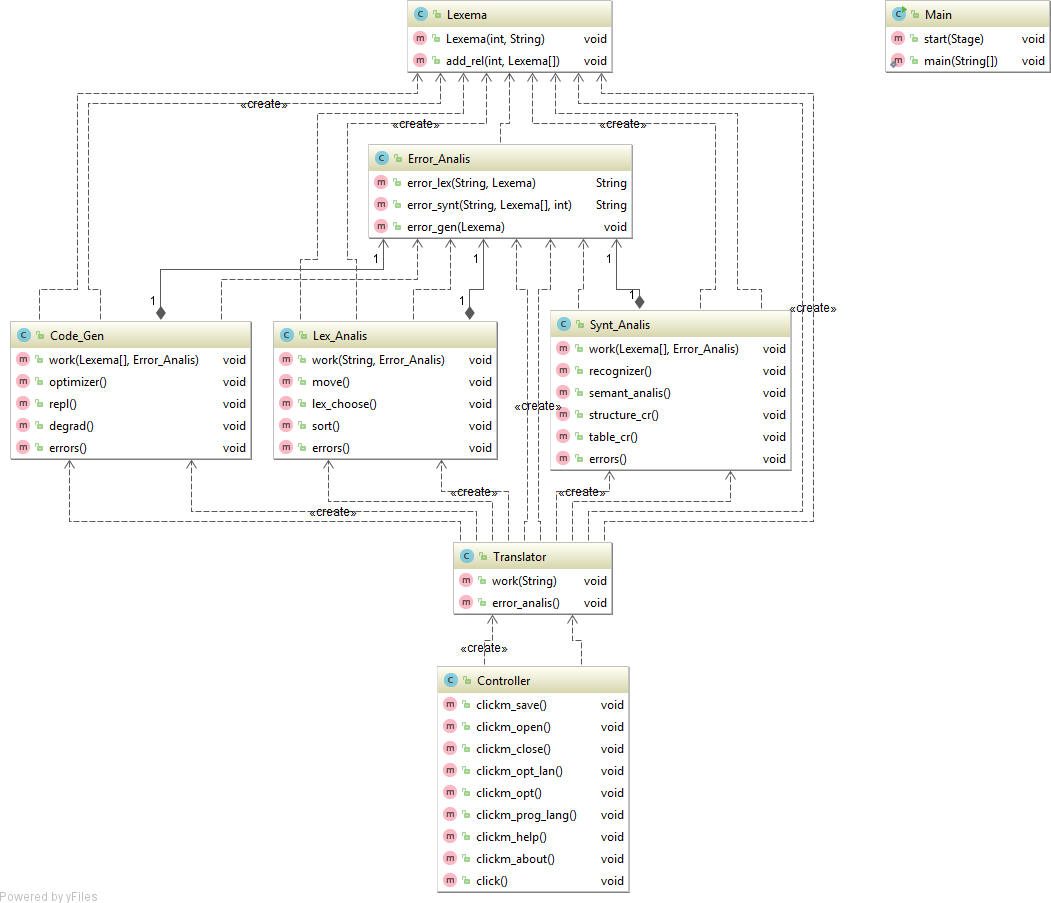 Lexema
Lexema(int, String) void
add_rel(int, Lexema[]) void
Main
start(Stage) void
main(String[]) void
«create»
«create»
«create»
Error_Analis
error_lex(String, Lexema) String
error_synt(String, Lexema[], int) String
error_gen(Lexema) void
1
1
1
1
1
1
«create»
Code_Gen
work(Lexema[], Error_Analis) void
optimizer() void
repl() void
degrad() void
errors() void
Lex_Analis
work(String, Error_Analis) void
move() void
lex_choose() void
sort() void
errors() void
Synt_Analis
work(Lexema[], Error_Analis) void
recognizer() void
semant_analis() void
structure_cr() void
table_cr() void
errors() void
«create»
«create»
«create»
«create»
Translator
work(String) void
error_analis() void
«create»
Controller
clickm_save() void
clickm_open() void
clickm_close() void
clickm_opt_lan() void
clickm_opt() void
clickm_prog_lang() void
clickm_help() void
clickm_about() void
click() void
Powered by yFiles